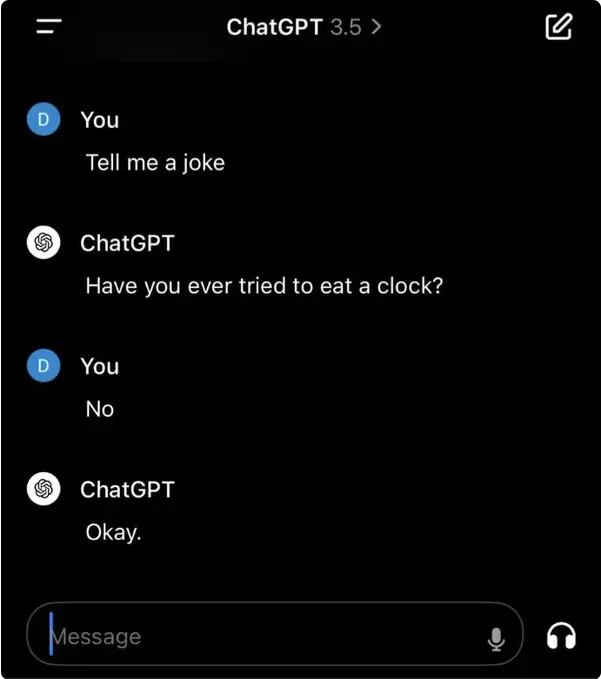 ChatGPT 3.5 >
D You
Tell me a joke
ChatGPT
Have you ever tried to eat a clock?
D You
No
ChatGPT
Okay.
Message